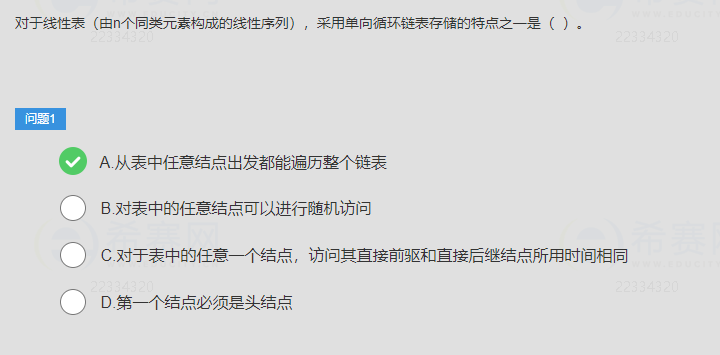 对于线性表（由n个同类元素构成的线性序列），采用单向循环链表存储的特点之一是（ ）。
22334320
22334320
问题1
A.从表中任意结点出发都能遍历整个链表
B.对表中的任意结点可以进行随机访问
希赛网
希赛
C.对于表中的任意一个结点，访问其直接前驱和直接后继结点所用时间相同
22334320
22334320
D.第一个结点必须是头结点